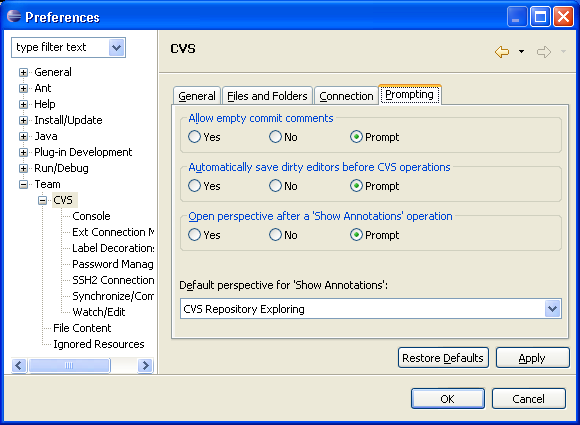 Preferences
type filter text
General
Ant
Help
Install/Update
Java
Plug-in Development
Run/Debug
Team
CVS
Console
Ext Connection M
Label Decorations
Password Manag
SSH2 Connection
Synchronize/Com
Watch/Edit
File Content
Ignored Resources
CVS
General Files and Folders Connection Prompting
Allow empty commit comments
Yes No Prompt
Automatically save dirty editors before CVS operations
Yes No Prompt
Open perspective after a 'Show Annotations' operation
Yes No Prompt
Default perspective for 'Show Annotations':
CVS Repository Exploring
Restore Defaults Apply
OK Cancel